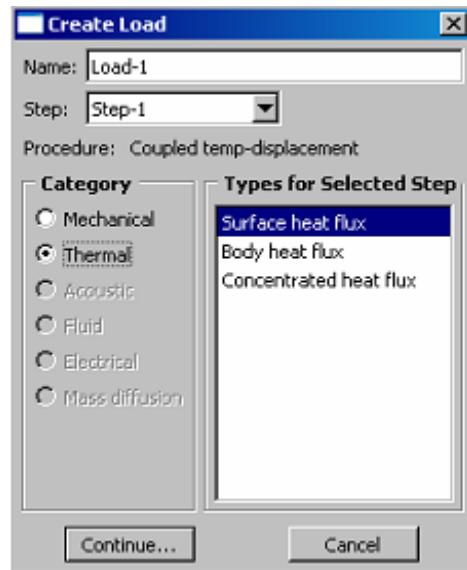 Create Load
Name: Load-1
Step: Step-1
Procedure: Coupled temp-displacement
Category
Mechanical
Thermal
Acoustic
Fluid
Electrical
Mass diffusion
Types for Selected Step
Surface heat flux
Body heat flux
Concentrated heat flux
Continue...
Cancel